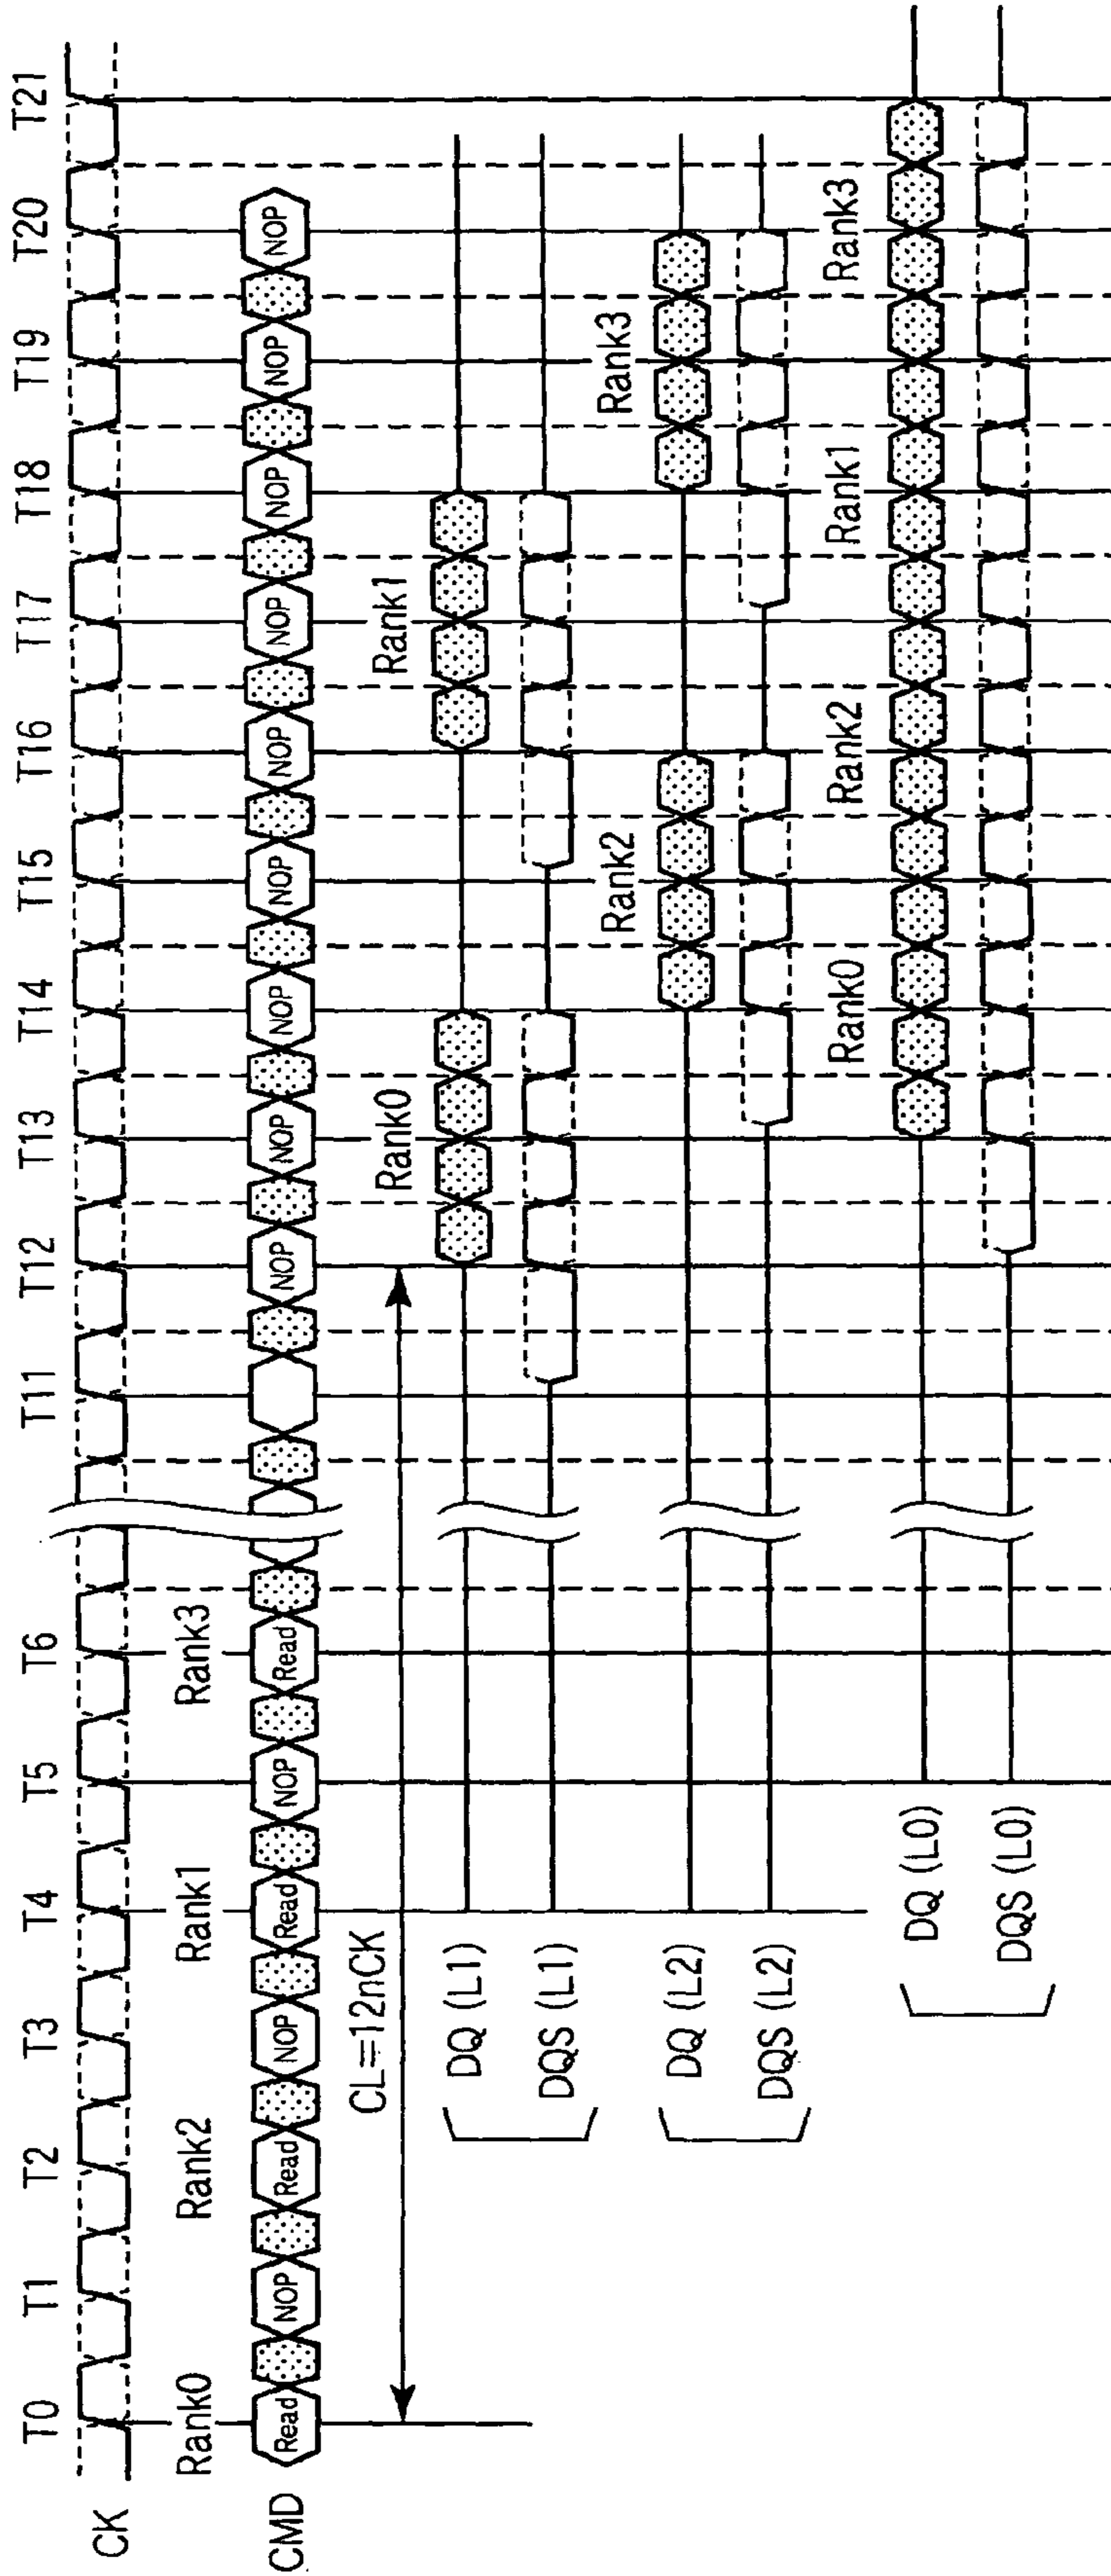 T0 T1 T2 T3 T4 T5 T6 T11 T12 T13 T14 T15 T16 T17 T18 T19 T20 T21
CK
Rank0 Rank2 Rank1 Rank3
CMD Read NOP Read NOP Read NOP Read NOP NOP NOP NOP NOP NOP NOP NOP NOP
CL=12nCK
Rank0 Rank1
DQ (L1)
DQS (L1)
Rank2 Rank3
DQ (L2)
DQS (L2)
Rank0 Rank2 Rank1 Rank3
DQ (L0)
DQS (L0)